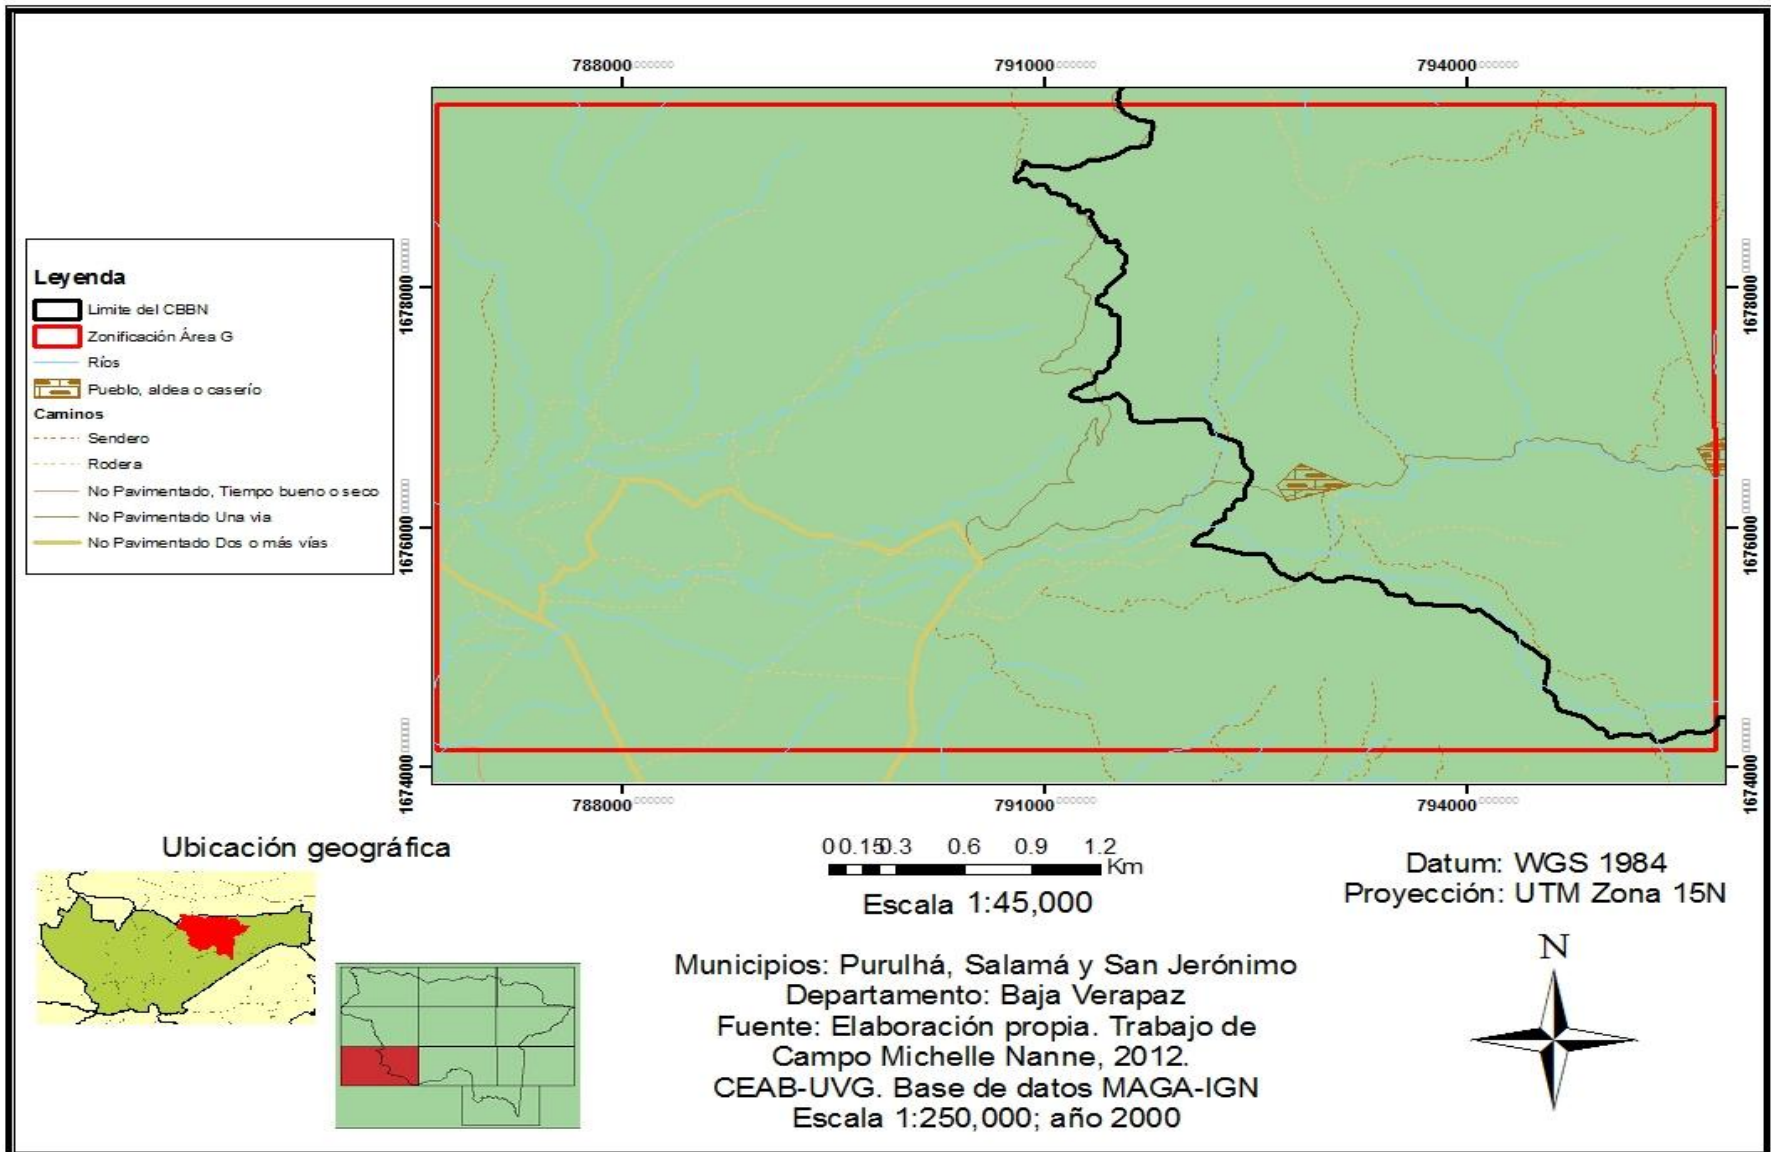 788000
791000
794000
1678000
1676000
1674000
1678000
1676000
1674000
788000
791000
794000
Leyenda
Limite del CBBN
Zonificación Área G
Ríos
Pueblo, aldea o caserío
Caminos
Sendero
Rodera
No Pavimentado, Tiempo bueno o seco
No Pavimentado Una via
No Pavimentado Dos o más vías
Ubicación geográfica
0 0.15 0.3 0.6 0.9 1.2
Km
Escala 1:45,000
Datum: WGS 1984
Proyección: UTM Zona 15N
N
Municipios: Purulhá, Salamá y San Jerónimo
Departamento: Baja Verapaz
Fuente: Elaboración propia. Trabajo de
Campo Michelle Nanne, 2012.
CEAB-UVG. Base de datos MAGA-IGN
Escala 1:250,000; año 2000